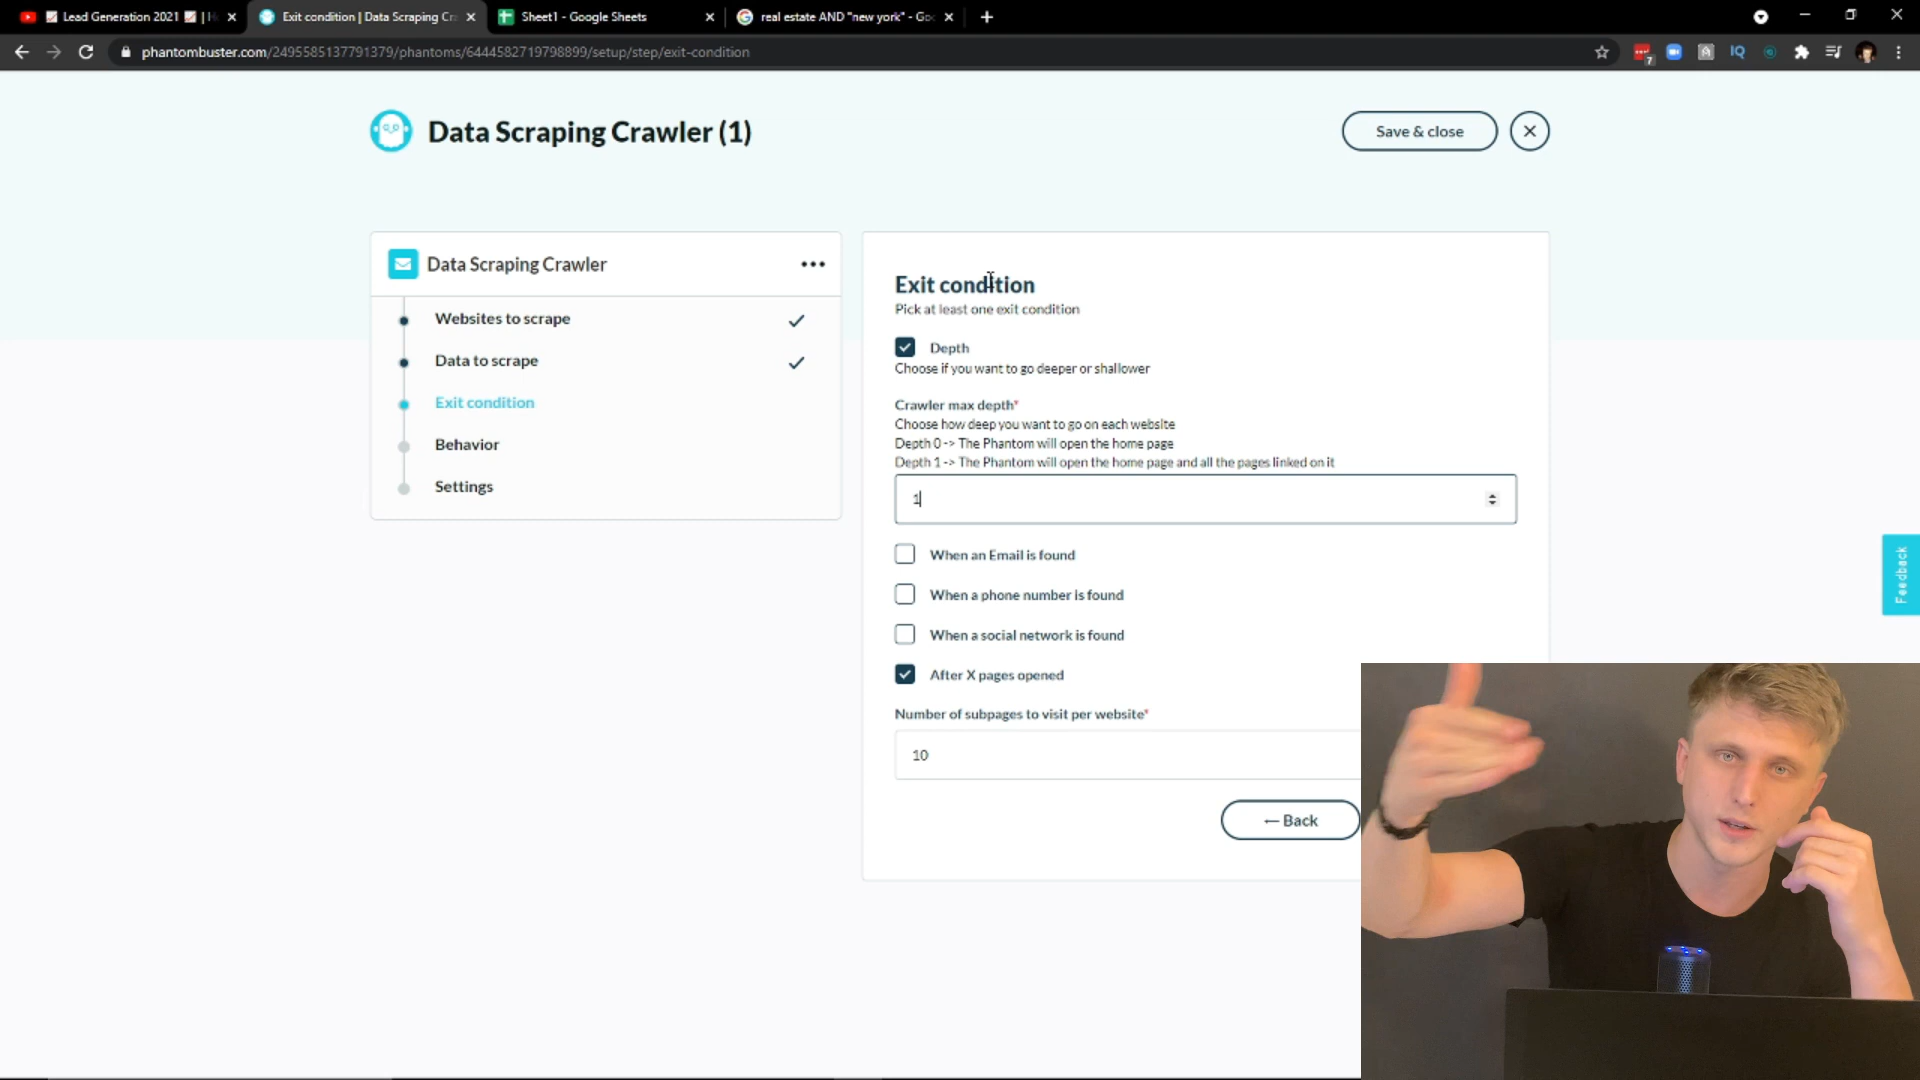 Lead Generation 2021
Exit condition | Data Scraping Cr
Sheet1 - Google Sheets
real estate AND "new york" - Goo
phantombuster.com/2495585137791379/phantoms/6444582719798899/setup/step/exit-condition
7
IQ
Data Scraping Crawler (1)
Save & close
Data Scraping Crawler
Websites to scrape
Data to scrape
Exit condition
Behavior
Settings
Exit condition
Pick at least one exit condition
Depth
Choose if you want to go deeper or shallower
Crawler max depth*
Choose how deep you want to go on each website
Depth 0 -> The Phantom will open the home page
Depth 1 -> The Phantom will open the home page and all the pages linked on it
1
When an Email is found
When a phone number is found
When a social network is found
After X pages opened
Number of subpages to visit per website*
10
← Back
Feedback